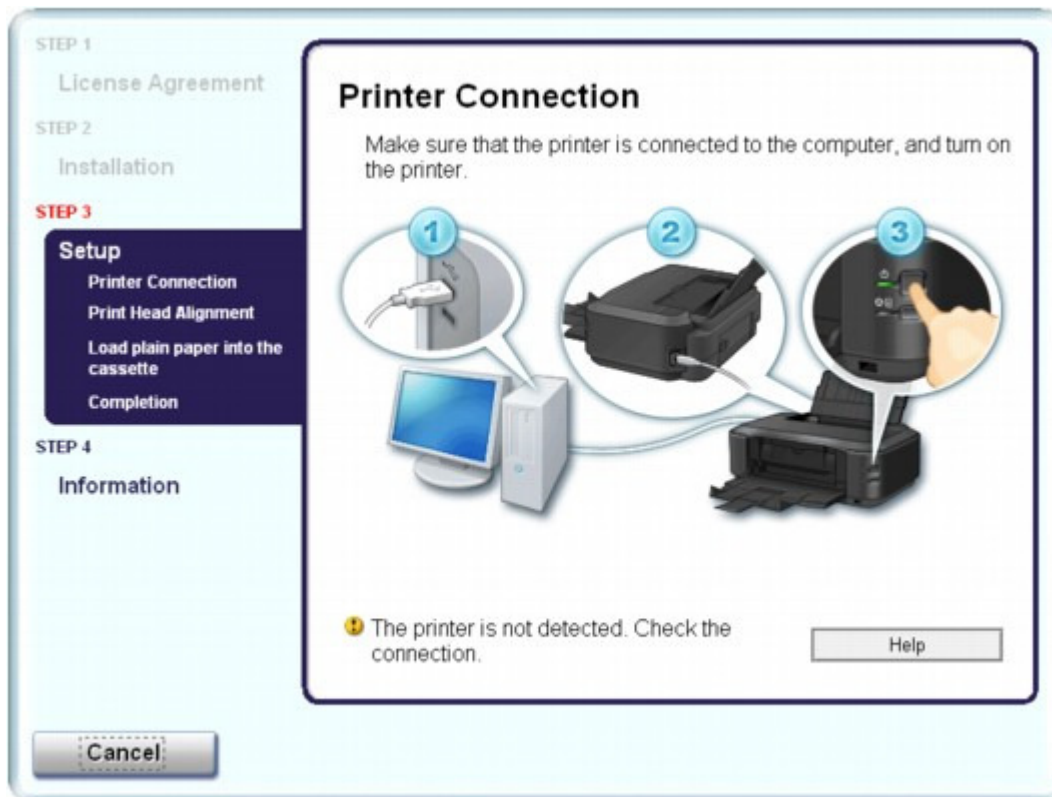 STEP 1
License Agreement
STEP 2
Installation
STEP 3
Setup
Printer Connection
Print Head Alignment
Load plain paper into the
cassette
Completion
STEP 4
Information
Cancel
Printer Connection
Make sure that the printer is connected to the computer, and turn on
the printer.
1
2
3
The printer is not detected. Check the
connection.
Help